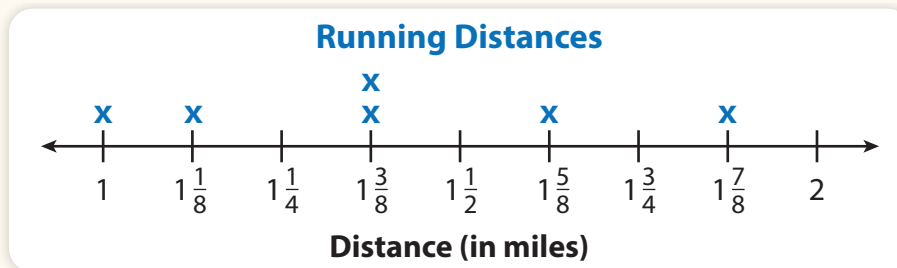 Running Distances
x
x x x x x
1 1 1/8 1 1/4 1 3/8 1 1/2 1 5/8 1 3/4 1 7/8 2
Distance (in miles)